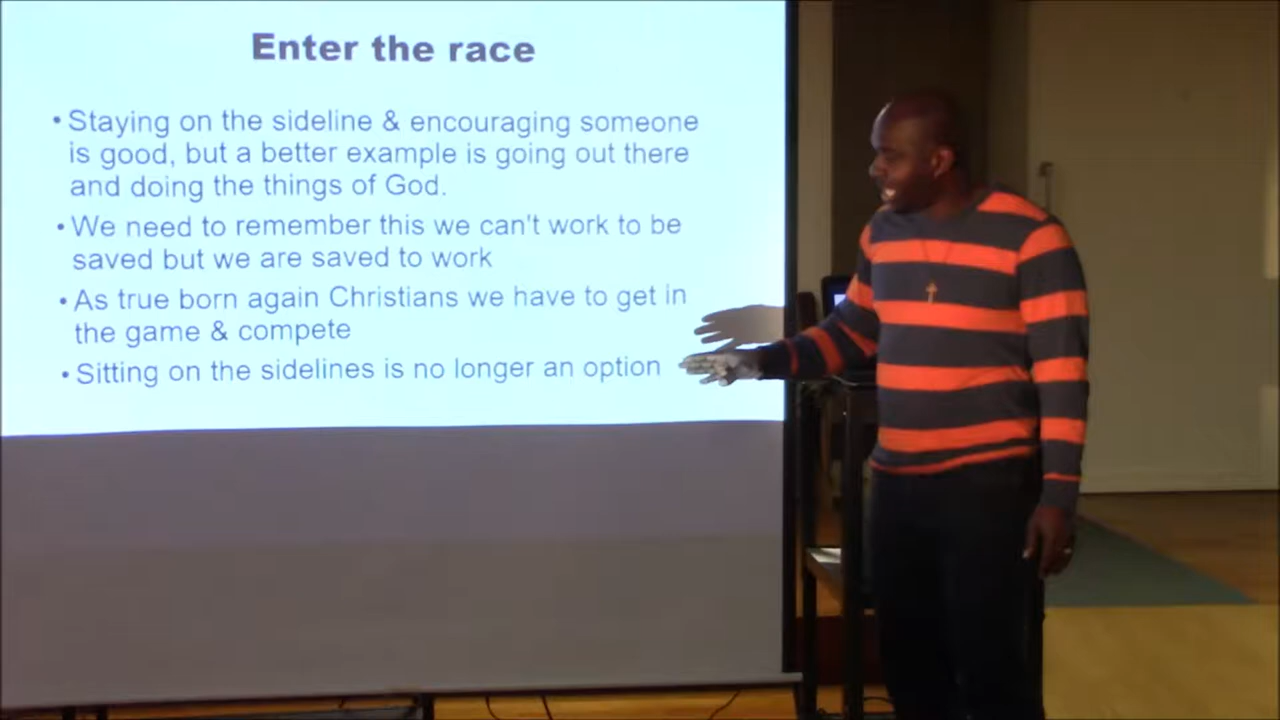 Enter the race
• Staying on the sideline & encouraging someone
is good, but a better example is going out there
and doing the things of God.
• We need to remember this we can't work to be
saved but we are saved to work
• As true born again Christians we have to get in
the game & compete
• Sitting on the sidelines is no longer an option